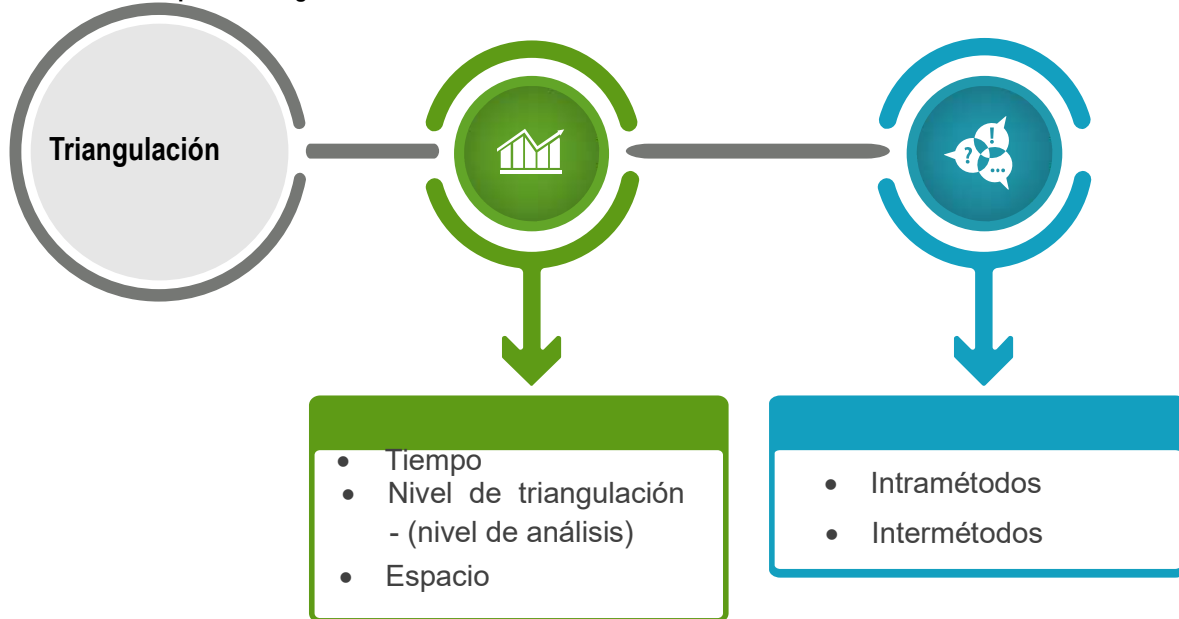 Triangulación
• Tiempo
• Nivel de triangulación
- (nivel de análisis)
• Espacio
• Intramétodos
• Intermétodos